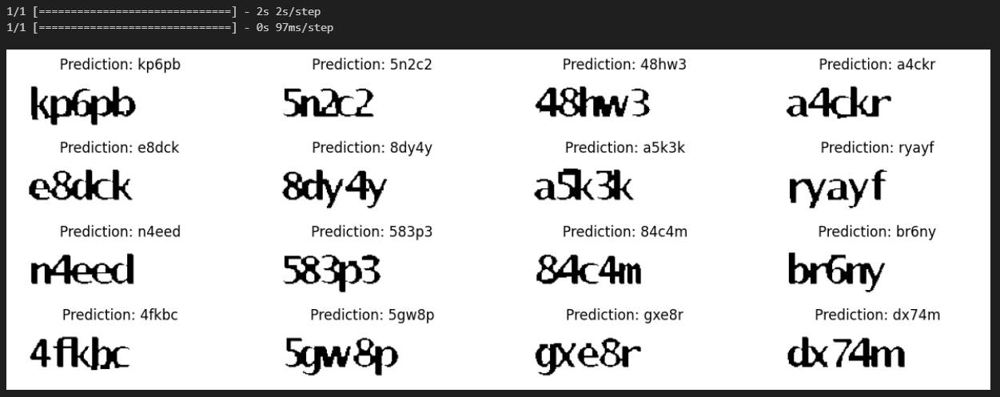 1/1 [==============================] - 2s 2s/step
1/1 [==============================] - 0s 97ms/step
Prediction: kp6pb Prediction: 5n2c2 Prediction: 48hw3 Prediction: a4ckr
kp6pb 5n2c2 48hw3 a4ckr
Prediction: e8dck Prediction: 8dy4y Prediction: a5k3k Prediction: ryayf
e8dck 8dy4y a5k3k ryayf
Prediction: n4eed Prediction: 583p3 Prediction: 84c4m Prediction: br6ny
n4eed 583p3 84c4m br6ny
Prediction: 4fkbc Prediction: 5gw8p Prediction: gxe8r Prediction: dx74m
4fkbc 5gw8p gxe8r dx74m